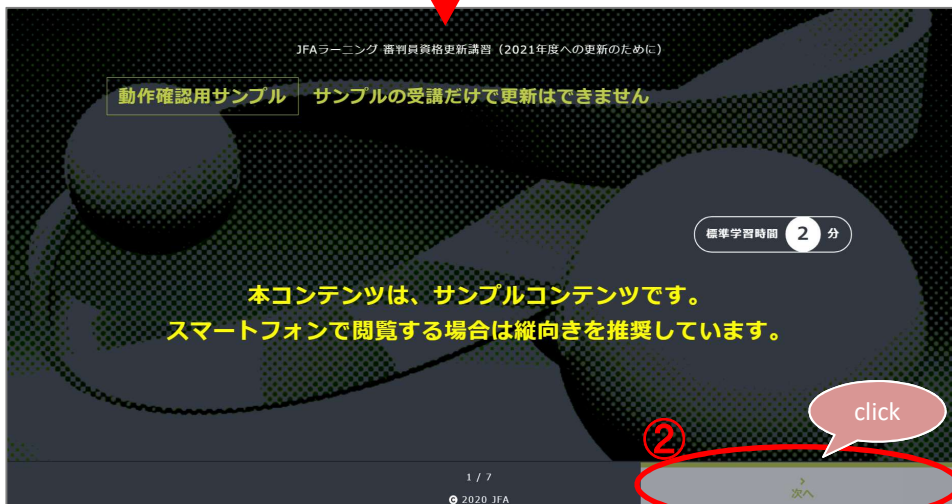 JFAラーニング 審判員資格更新講習（2021年度への更新のために）
動作確認用サンプル サンプルの受講だけで更新はできません
標準学習時間 2 分
本コンテンツは、サンプルコンテンツです。
スマートフォンで閲覧する場合は縦向きを推奨しています。
click
②
1 / 7
› 次へ
© 2020 JFA